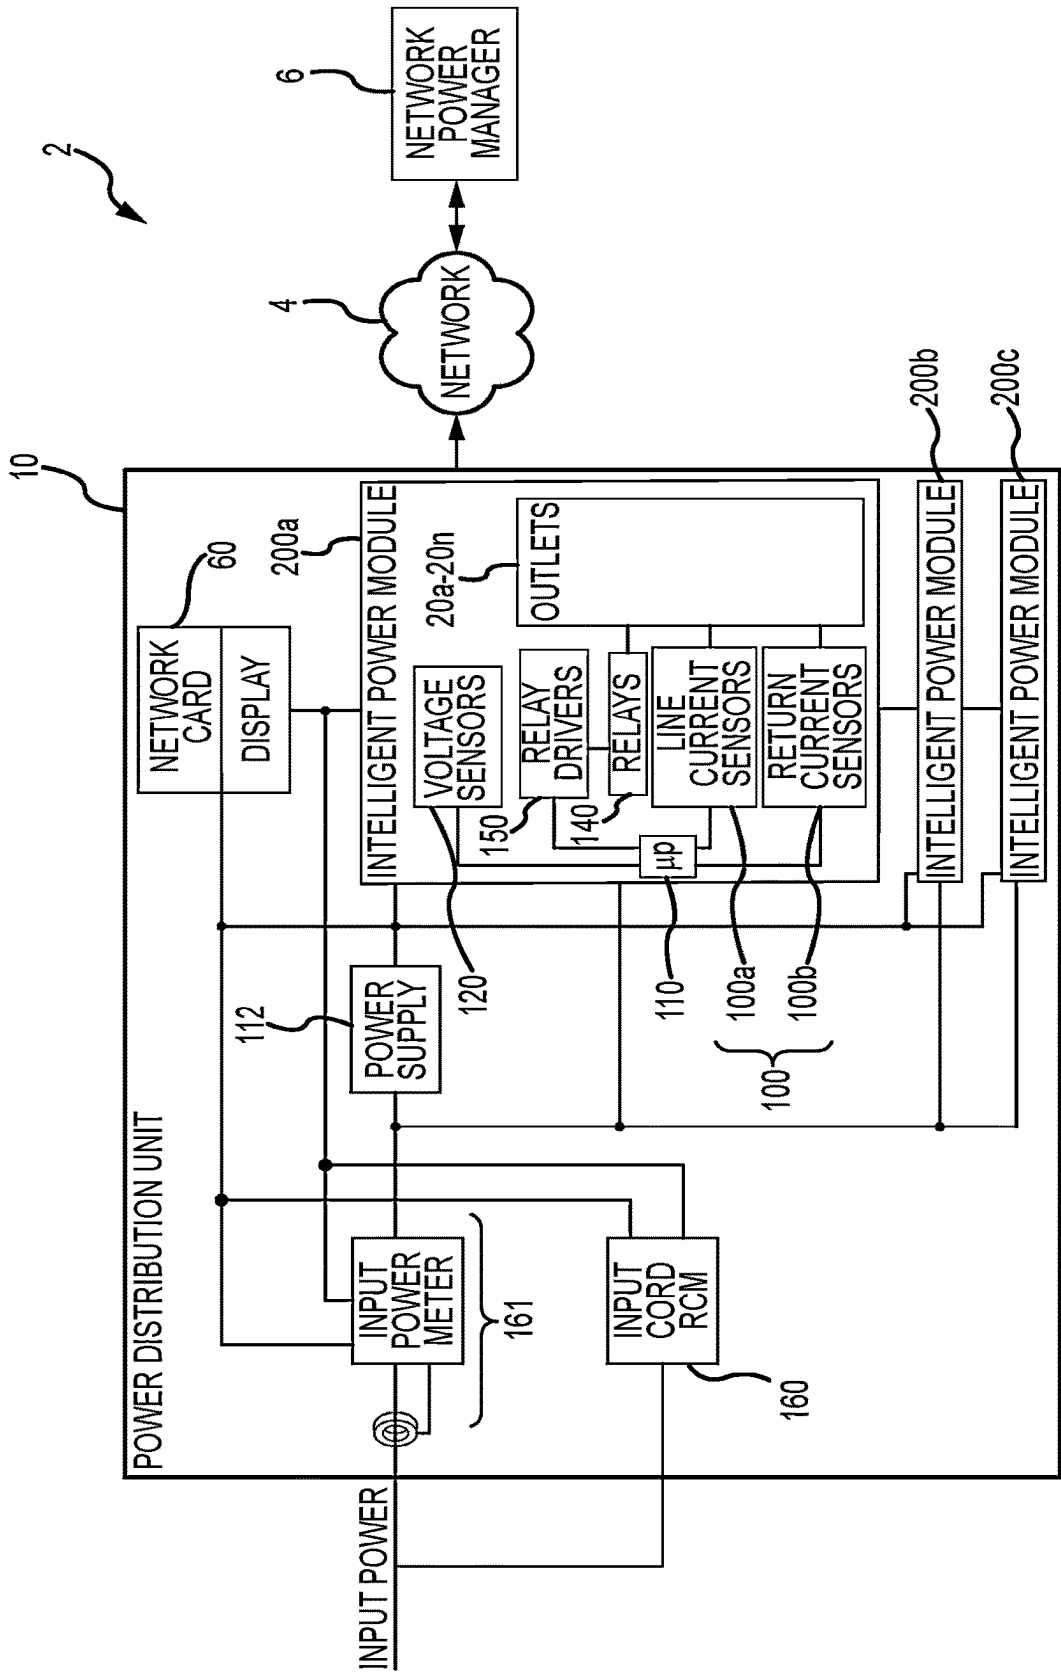 2
6
NETWORK
POWER
MANAGER
4
NETWORK
10
POWER DISTRIBUTION UNIT
60
NETWORK
CARD
DISPLAY
INPUT POWER
INPUT
POWER
METER
161
112
POWER
SUPPLY
200a
INTELLIGENT POWER MODULE
VOLTAGE
SENSORS
120
20a-20n
OUTLETS
RELAY
DRIVERS
150
RELAYS
140
µp
110
LINE
CURRENT
SENSORS
100a
RETURN
CURRENT
SENSORS
100b
100
INPUT
CORD
RCM
160
INTELLIGENT POWER MODULE
200b
INTELLIGENT POWER MODULE
200c